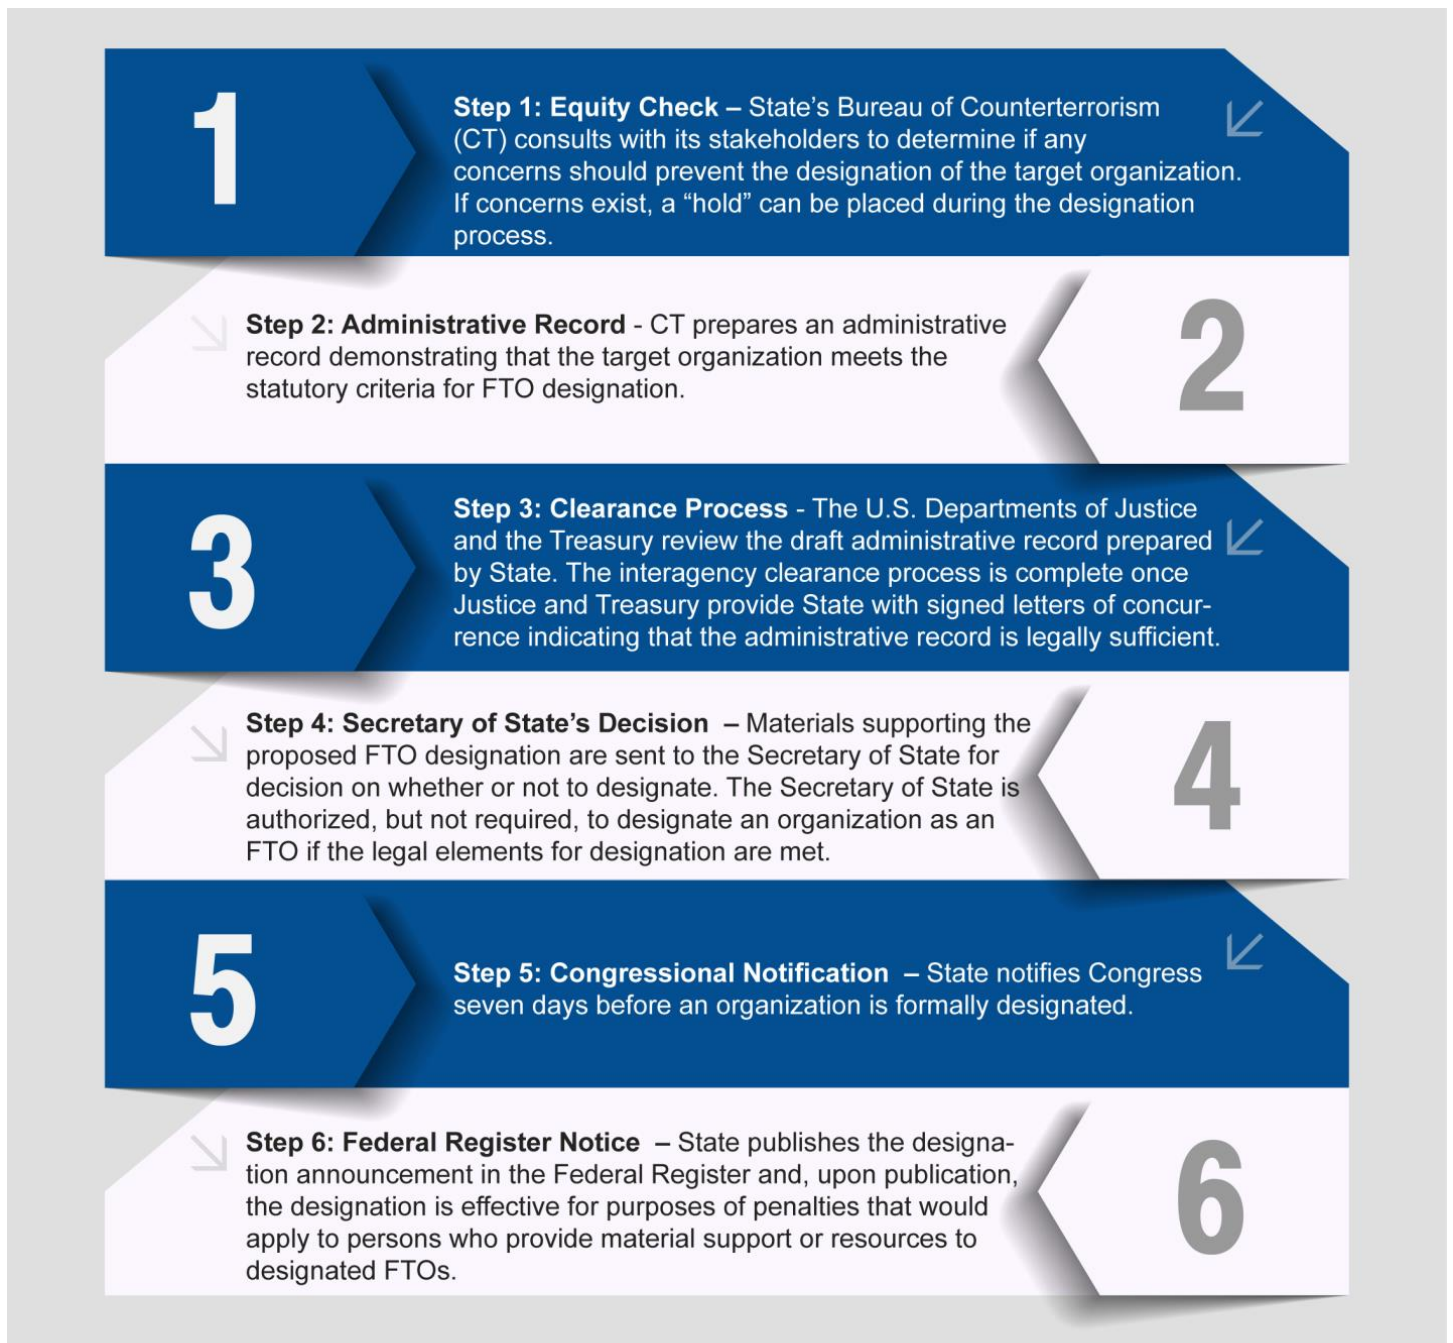 1
Step 1: Equity Check – State’s Bureau of Counterterrorism
(CT) consults with its stakeholders to determine if any
concerns should prevent the designation of the target organization.
If concerns exist, a “hold” can be placed during the designation
process.
Step 2: Administrative Record - CT prepares an administrative
record demonstrating that the target organization meets the
statutory criteria for FTO designation.
2
3
Step 3: Clearance Process - The U.S. Departments of Justice
and the Treasury review the draft administrative record prepared
by State. The interagency clearance process is complete once
Justice and Treasury provide State with signed letters of concur-
rence indicating that the administrative record is legally sufficient.
Step 4: Secretary of State’s Decision – Materials supporting the
proposed FTO designation are sent to the Secretary of State for
decision on whether or not to designate. The Secretary of State is
authorized, but not required, to designate an organization as an
FTO if the legal elements for designation are met.
4
5
Step 5: Congressional Notification – State notifies Congress
seven days before an organization is formally designated.
Step 6: Federal Register Notice – State publishes the designa-
tion announcement in the Federal Register and, upon publication,
the designation is effective for purposes of penalties that would
apply to persons who provide material support or resources to
designated FTOs.
6